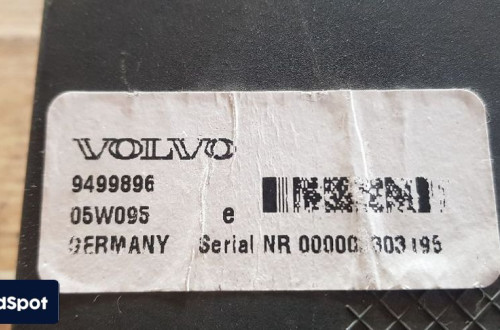 VOLVO
9499896
05W095 e
GERMANY Serial NR
dSpot